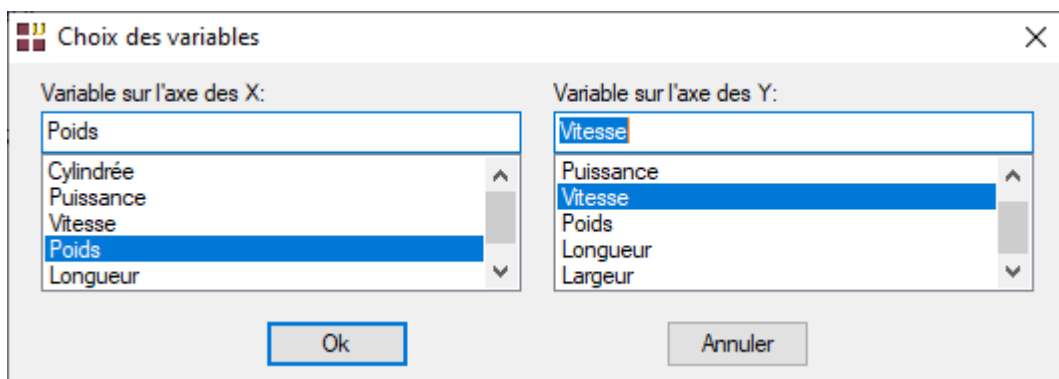 Choix des variables
Variable sur l'axe des X:
Poids
Cylindrée
Puissance
Vitesse
Poids
Longueur
Variable sur l'axe des Y:
Vitesse
Puissance
Vitesse
Poids
Longueur
Largeur
Ok
Annuler